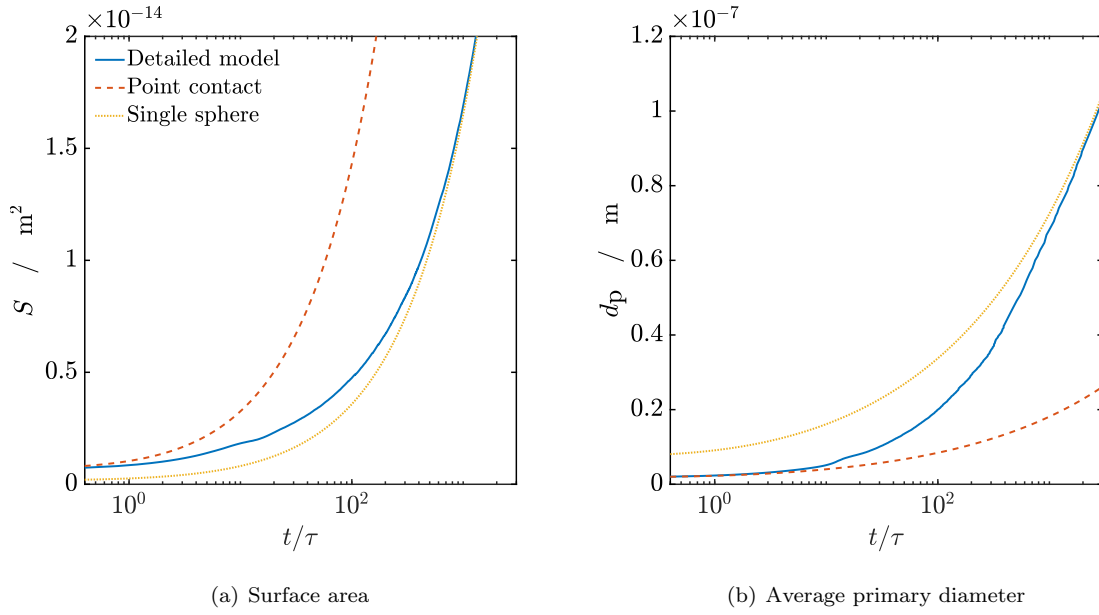 ×10⁻¹⁴
2
1.5
1
0.5
0
S / m²
10⁰
10²
t/τ
Detailed model
Point contact
Single sphere
(a) Surface area
×10⁻⁷
1.2
1
0.8
0.6
0.4
0.2
0
dₚ / m
10⁰
10²
t/τ
(b) Average primary diameter